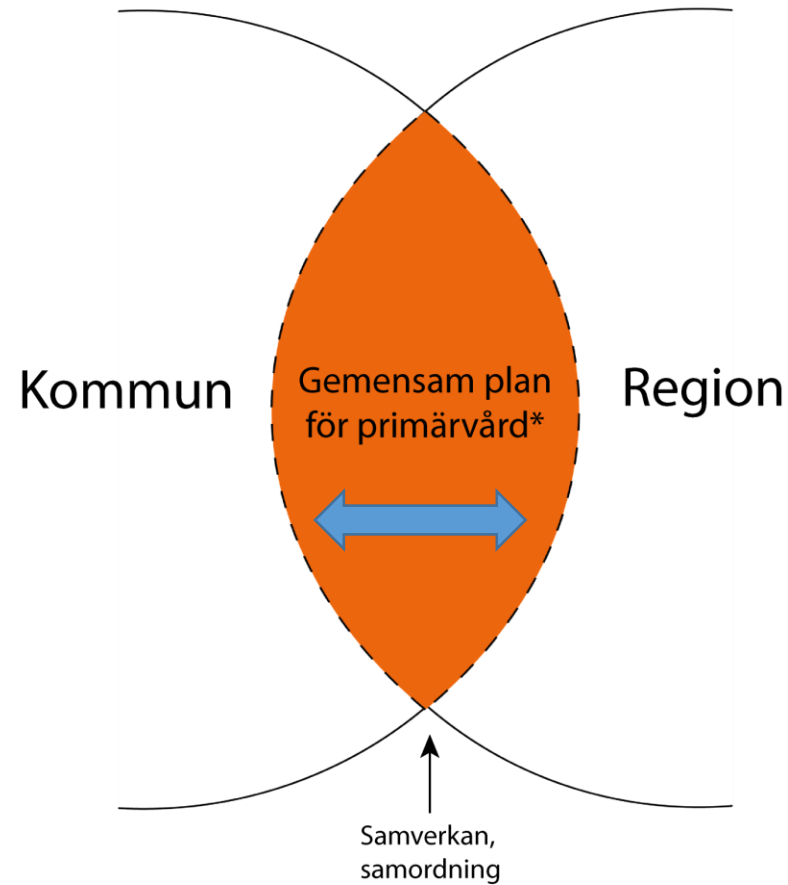 Kommun
Gemensam plan
för primärvård*
Region
Samverkan,
samordning